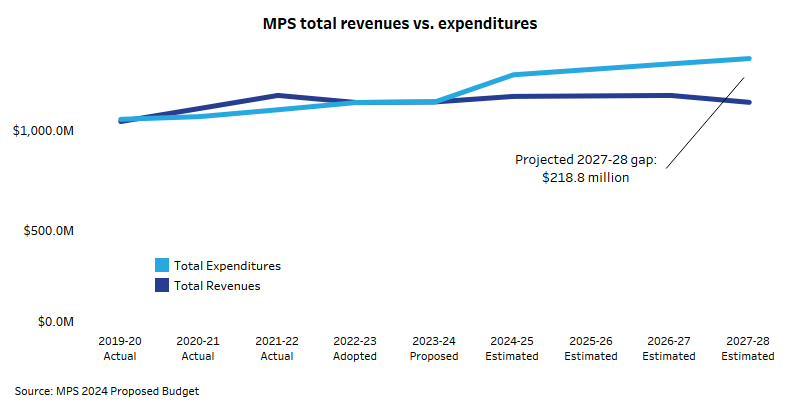 MPS total revenues vs. expenditures
$1,000.0M
Projected 2027-28 gap:
$218.8 million
$500.0M
Total Expenditures
Total Revenues
$0.0M
2019-20 2020-21 2021-22 2022-23 2023-24 2024-25 2025-26 2026-27 2027-28
Actual Actual Actual Adopted Proposed Estimated Estimated Estimated Estimated
Source: MPS 2024 Proposed Budget